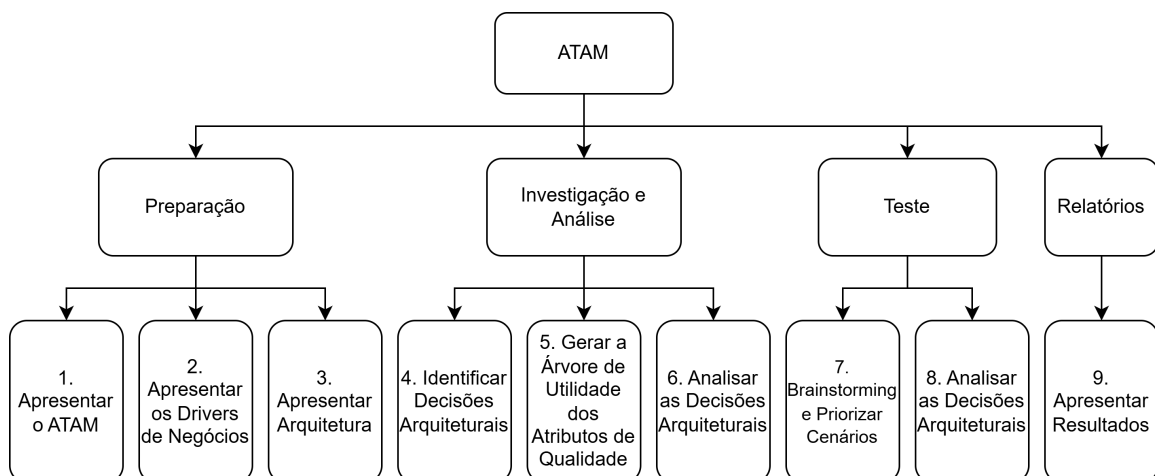 ATAM
Preparação
Investigação e
Análise
Teste
Relatórios
1.
Apresentar
o ATAM
2.
Apresentar
os Drivers
de Negócios
3.
Apresentar
Arquitetura
4. Identificar
Decisões
Arquiteturais
5. Gerar a
Árvore de
Utilidade
dos
Atributos de
Qualidade
6. Analisar
as Decisões
Arquiteturais
7.
Brainstorming
e Priorizar
Cenários
8. Analisar
as Decisões
Arquiteturais
9.
Apresentar
Resultados